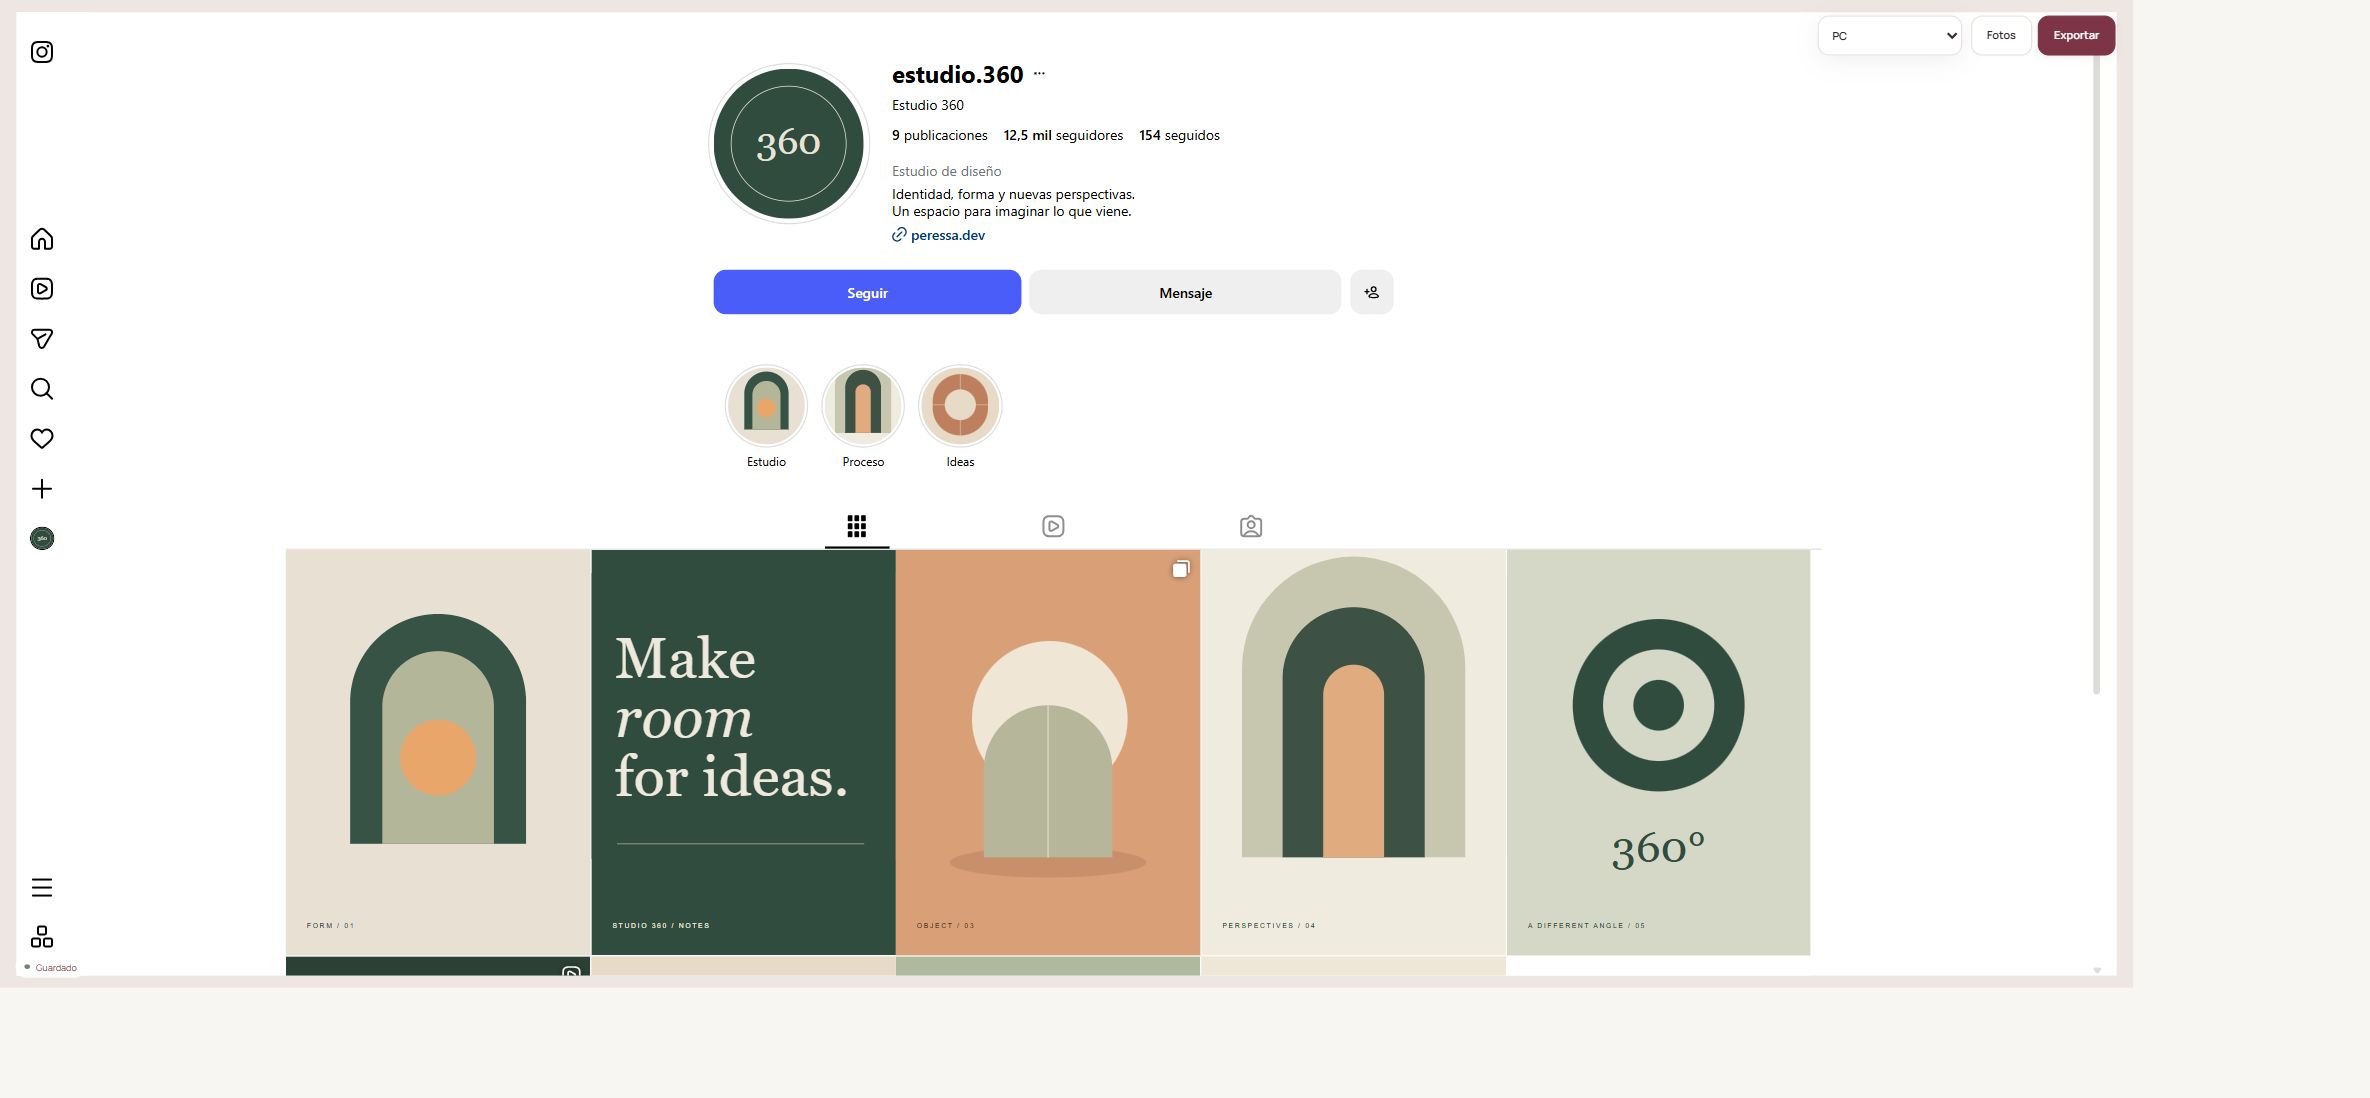 PC
Fotos
Exportar
estudio.360 ···
Estudio 360
9 publicaciones 12,5 mil seguidores 154 seguidos
Estudio de diseño
Identidad, forma y nuevas perspectivas.
Un espacio para imaginar lo que viene.
peressa.dev
360
Seguir
Mensaje
Estudio
Proceso
Ideas
360
Make
room
for ideas.
360°
FORM / 01
STUDIO 360 / NOTES
OBJECT / 03
PERSPECTIVES / 04
A DIFFERENT ANGLE / 05
Guardado